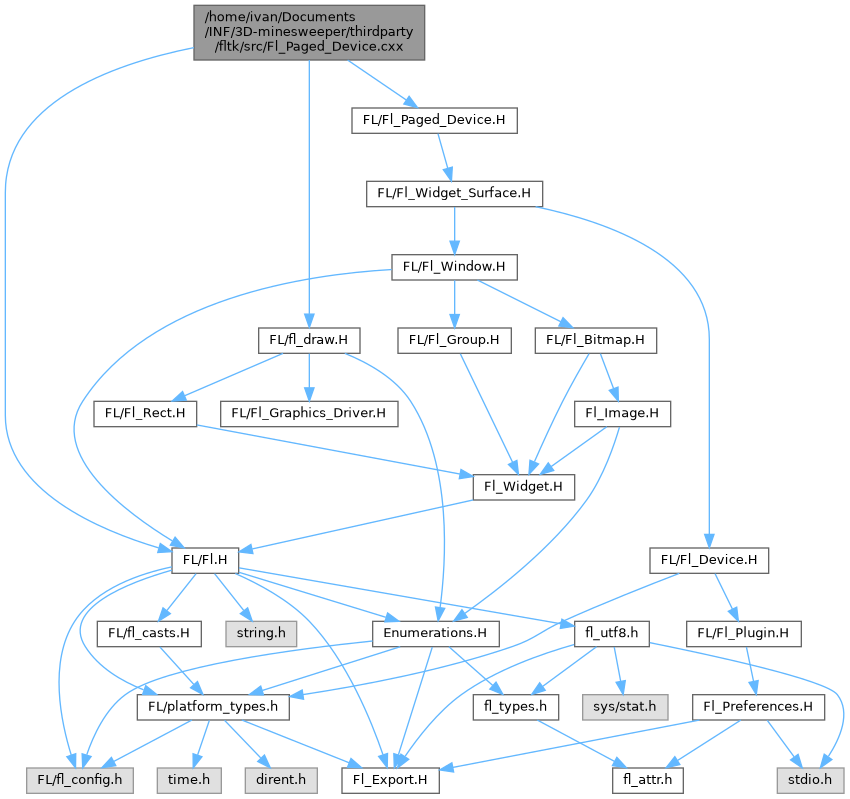 /home/ivan/Documents
/INF/3D-minesweeper/thirdparty
/fltk/src/Fl_Paged_Device.cxx
FL/Fl_Paged_Device.H
FL/Fl_Widget_Surface.H
FL/Fl_Window.H
FL/fl_draw.H
FL/Fl_Group.H
FL/Fl_Bitmap.H
FL/Fl_Rect.H
FL/Fl_Graphics_Driver.H
Fl_Image.H
Fl_Widget.H
FL/Fl.H
FL/Fl_Device.H
FL/fl_casts.H
string.h
Enumerations.H
fl_utf8.h
FL/Fl_Plugin.H
FL/platform_types.h
fl_types.h
sys/stat.h
Fl_Preferences.H
FL/fl_config.h
time.h
dirent.h
Fl_Export.H
fl_attr.h
stdio.h